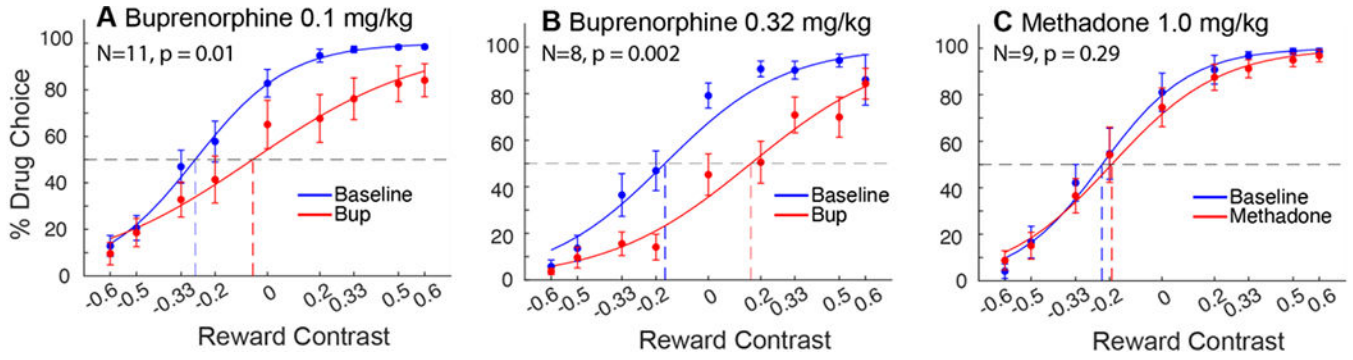 A Buprenorphine 0.1 mg/kg
N=11, p = 0.01
% Drug Choice
100
80
60
40
20
0
Baseline
Bup
-0.6
-0.5
-0.33
-0.2
0
0.2
0.33
0.5
0.6
Reward Contrast
B Buprenorphine 0.32 mg/kg
N=8, p = 0.002
100
80
60
40
20
0
Baseline
Bup
-0.6
-0.5
-0.33
-0.2
0
0.2
0.33
0.5
0.6
Reward Contrast
C Methadone 1.0 mg/kg
N=9, p = 0.29
100
80
60
40
20
0
Baseline
Methadone
-0.6
-0.5
-0.33
-0.2
0
0.2
0.33
0.5
0.6
Reward Contrast